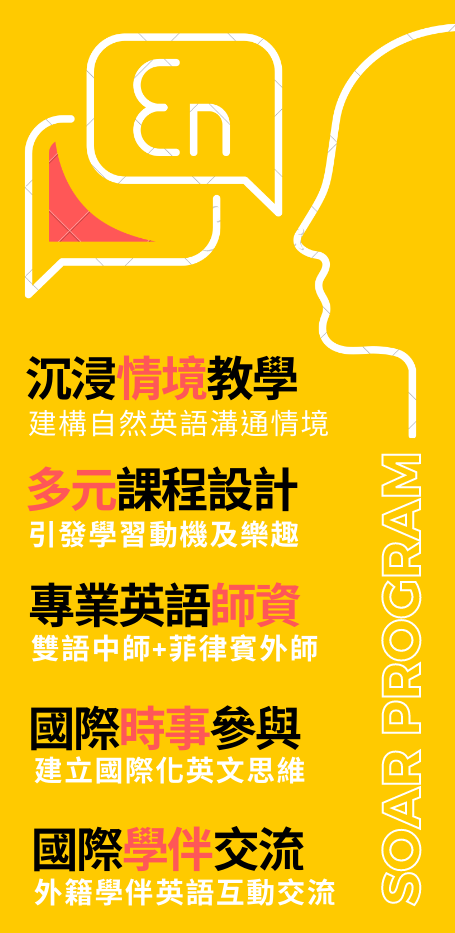 En
沉浸情境教學
建構自然英語溝通情境
多元課程設計
引發學習動機及樂趣
專業英語師資
雙語中師+菲律賓外師
國際時事參與
建立國際化英文思維
國際學伴交流
外籍學伴英語互動交流
SOAR PROGRAM